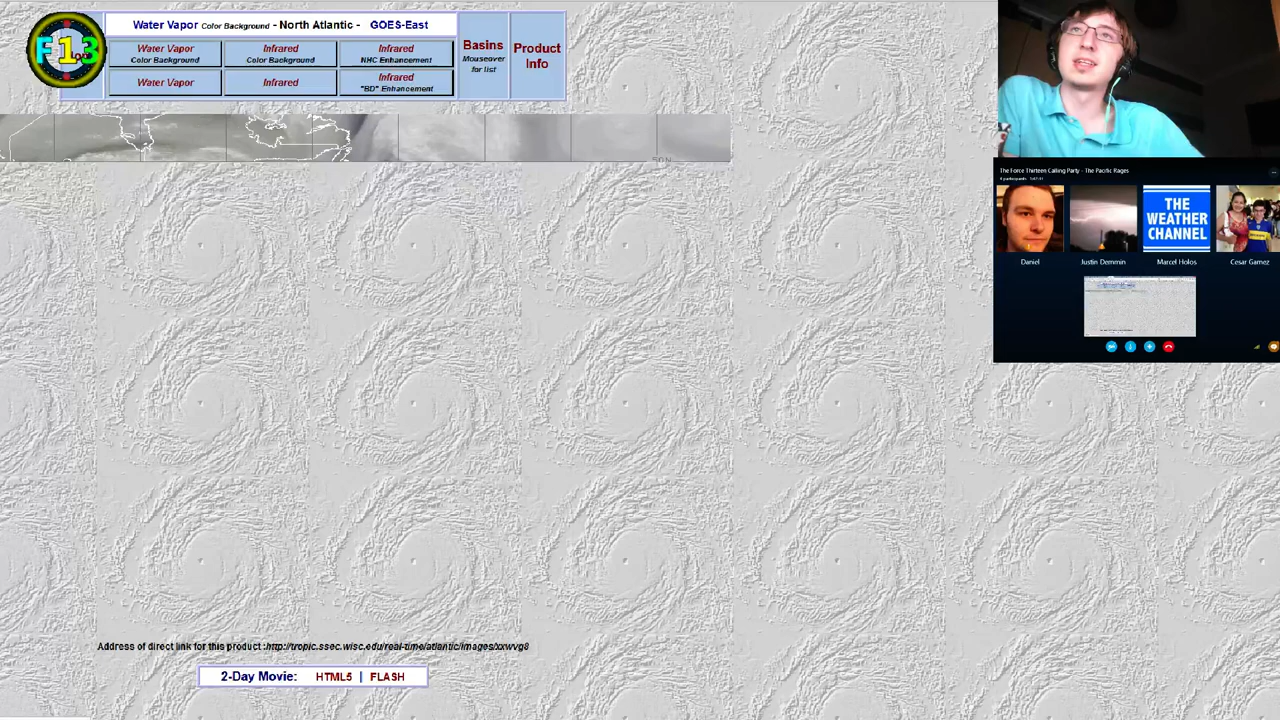 F13
Water Vapor Color Background - North Atlantic - GOES-East
Water Vapor
Color Background
Infrared
Color Background
Infrared
NHC Enhancement
Water Vapor
Infrared
Infrared
"BD" Enhancement
Basins
Mouseover
for list
Product
Info
50N
The Force Thirteen Calling Party - The Pacific Rages
THE
WEATHER
CHANNEL
Daniel
Justin Demmin
Marcel Holos
Cesar Gamez
Address of direct link for this product :http://tropic.ssec.wisc.edu/real-time/atlantic/images/xxwvg8
2-Day Movie: HTML5 | FLASH